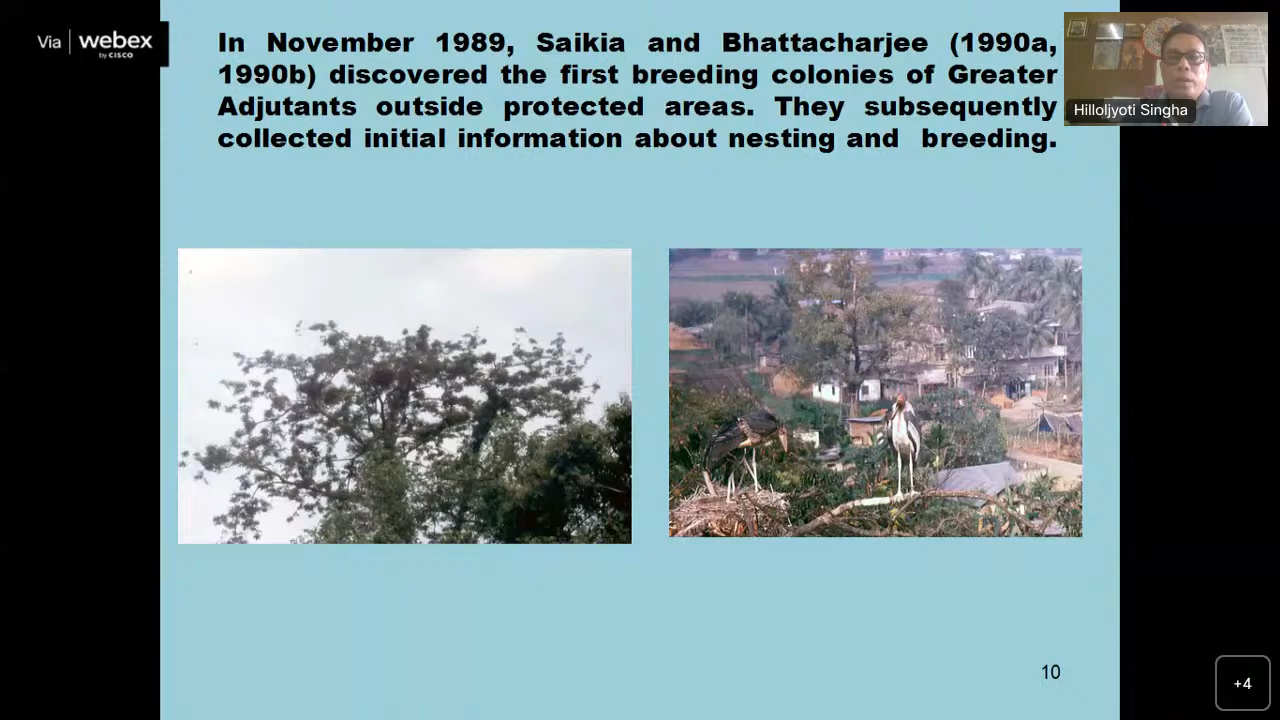 Via webex
by CISCO
In November 1989, Saikia and Bhattacharjee (1990a,
1990b) discovered the first breeding colonies of Greater
Adjutants outside protected areas. They subsequently
collected initial information about nesting and breeding.
Hilloljyoti Singha
10
+4